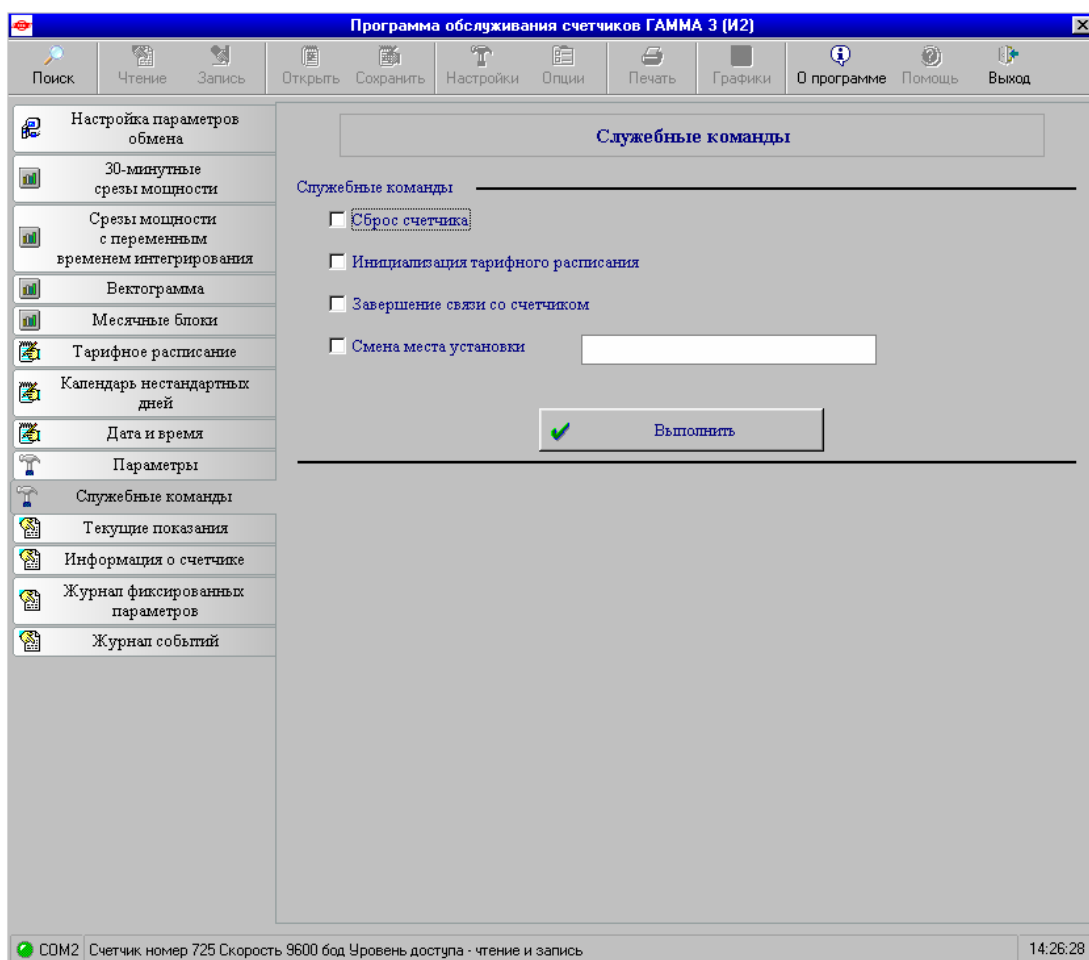 Программа обслуживания счетчиков ГАММА 3 (И2)
Поиск Чтение Запись Открыть Сохранить Настройки Опции Печать Графики О программе Помощь Выход
Настройка параметров
обмена
30-минутные
срезы мощности
Срезы мощности
с переменным
временем интегрирования
Вектограмма
Месячные блоки
Тарифное расписание
Календарь нестандартных
дней
Дата и время
Параметры
Служебные команды
Текущие показания
Информация о счетчике
Журнал фиксированных
параметров
Журнал событий
Служебные команды
Служебные команды
Сброс счетчика
Инициализация тарифного расписания
Завершение связи со счетчиком
Смена места установки
Выполнить
COM2 Счетчик номер 725 Скорость 9600 бод Уровень доступа - чтение и запись 14:26:28